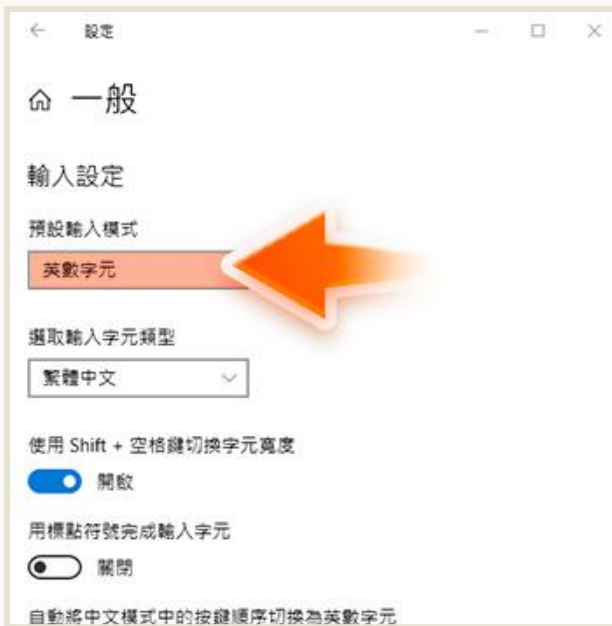 設定
一般
輸入設定
預設輸入模式
英數字元
選取輸入字元類型
繁體中文
使用 Shift + 空格鍵切換字元寬度
開啟
用標點符號完成輸入字元
關閉
自動將中文模式中的按鍵順序切換為英數字元